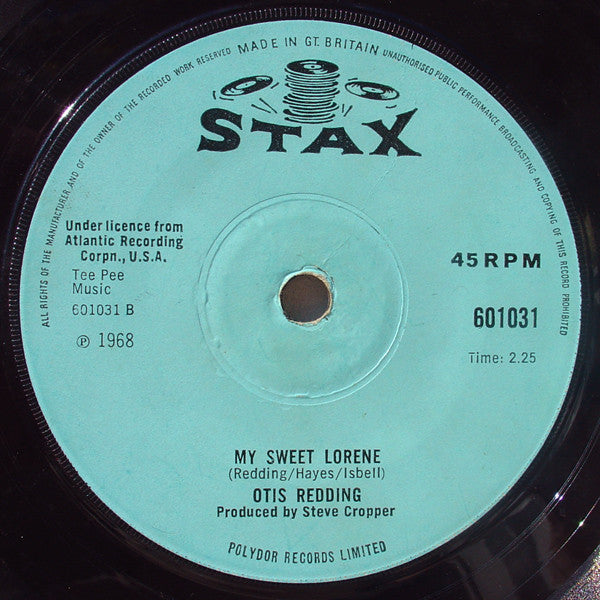 ALL RIGHTS OF THE MANUFACTURER AND OF THE OWNER OF THE RECORDED WORK RESERVED MADE IN GT. BRITAIN UNAUTHORISED PUBLIC PERFORMANCE, BROADCASTING AND COPYING OF THIS RECORD PROHIBITED
STAX
Under licence from
Atlantic Recording
Corpn., U.S.A.
Tee Pee
Music
601031 B
℗ 1968
45 RPM
601031
Time: 2.25
MY SWEET LORENE
(Redding/Hayes/Isbell)
OTIS REDDING
Produced by Steve Cropper
POLYDOR RECORDS LIMITED